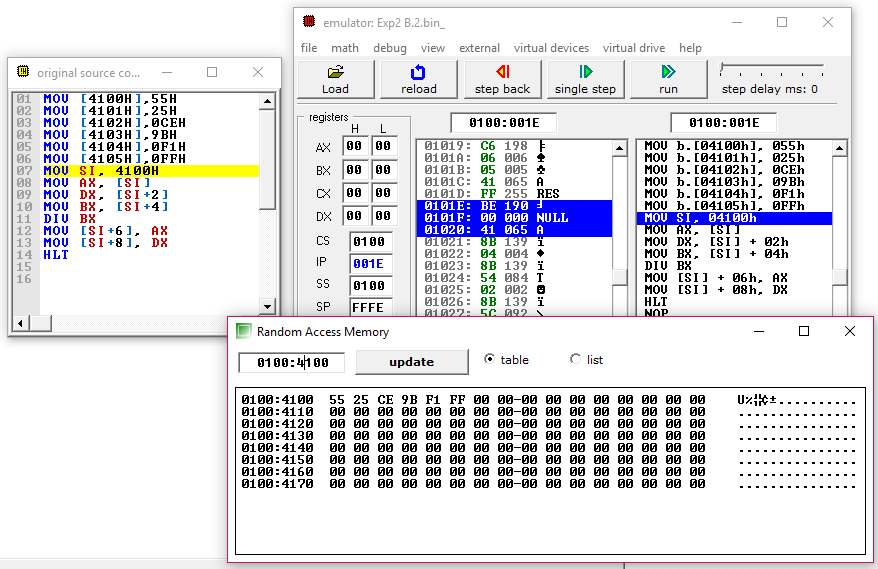 emulator: Exp2 B.2.bin_
file math debug view external virtual devices virtual drive help
Load reload step back single step run step delay ms: 0
original source co...
01 MOV [4100H],55H
02 MOV [4101H],25H
03 MOV [4102H],0CEH
04 MOV [4103H],9BH
05 MOV [4104H],0F1H
06 MOV [4105H],0FFH
07 MOV SI, 4100H
08 MOV AX, [SI]
09 MOV DX, [SI+2]
10 MOV BX, [SI+4]
11 DIV BX
12 MOV [SI+6], AX
13 MOV [SI+8], DX
14 HLT
15
16
registers
H L
AX 00 00
BX 00 00
CX 00 00
DX 00 00
CS 0100
IP 001E
SS 0100
SP FFFE
0100:001E
01019: C6 198 ╞
0101A: 06 006 ♠
0101B: 05 005 ♣
0101C: 41 065 A
0101D: FF 255 RES
0101E: BE 190 ╛
0101F: 00 000 NULL
01020: 41 065 A
01021: 8B 139 ï
01022: 04 004 ♦
01023: 8B 139 ï
01024: 54 084 T
01025: 02 002 ☻
01026: 8B 139 ï
01027: 5C 092 \
0100:001E
MOV b.[04100h], 055h
MOV b.[04101h], 025h
MOV b.[04102h], 0CEh
MOV b.[04103h], 09Bh
MOV b.[04104h], 0F1h
MOV b.[04105h], 0FFh
MOV SI, 04100h
MOV AX, [SI]
MOV DX, [SI] + 02h
MOV BX, [SI] + 04h
DIV BX
MOV [SI] + 06h, AX
MOV [SI] + 08h, DX
HLT
NOP
Random Access Memory
0100:4100 update table list
0100:4100 55 25 CE 9B F1 FF 00 00-00 00 00 00 00 00 00 00 U%╬¢±..........
0100:4110 00 00 00 00 00 00 00 00-00 00 00 00 00 00 00 00 ................
0100:4120 00 00 00 00 00 00 00 00-00 00 00 00 00 00 00 00 ................
0100:4130 00 00 00 00 00 00 00 00-00 00 00 00 00 00 00 00 ................
0100:4140 00 00 00 00 00 00 00 00-00 00 00 00 00 00 00 00 ................
0100:4150 00 00 00 00 00 00 00 00-00 00 00 00 00 00 00 00 ................
0100:4160 00 00 00 00 00 00 00 00-00 00 00 00 00 00 00 00 ................
0100:4170 00 00 00 00 00 00 00 00-00 00 00 00 00 00 00 00 ................